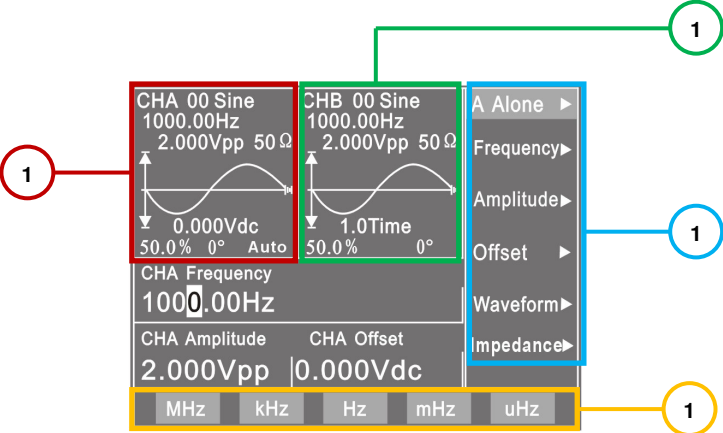 1
CHA 00 Sine
1000.00Hz
2.000Vpp 50Ω
0.000Vdc
50.0% 0° Auto
CHB 00 Sine
1000.00Hz
2.000Vpp 50Ω
1.0Time
50.0% 0°
A Alone
Frequency
Amplitude
Offset
Waveform
Impedance
1
1
CHA Frequency
1000.00Hz
CHA Amplitude CHA Offset
2.000Vpp 0.000Vdc
MHz kHz Hz mHz uHz
1